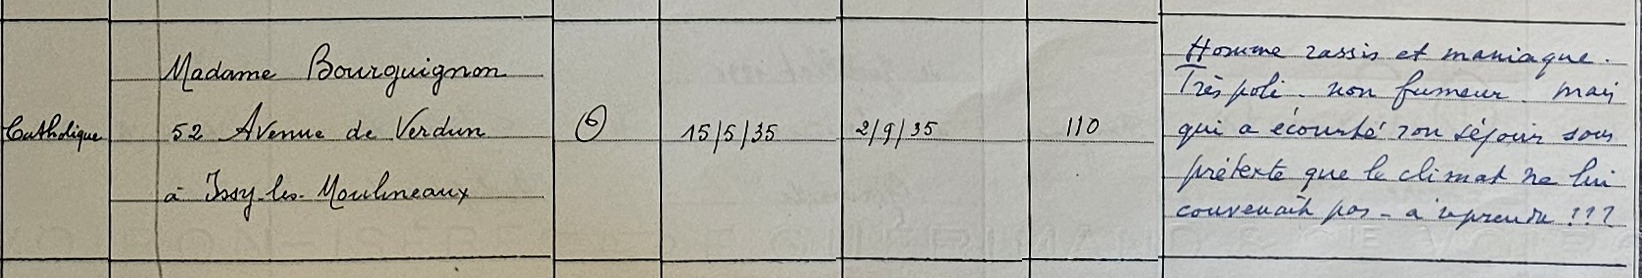 Catholique
Madame Bourguignon
52 Avenue de Verdun
à Issy-les-Moulineaux
6
15/5/35
2/9/35
110
Homme rassis et maniaque.
Très poli - non fumeur - mais
qui a écourté son séjour sous
prétexte que le climat ne lui
convenait pas - à reprendre ???